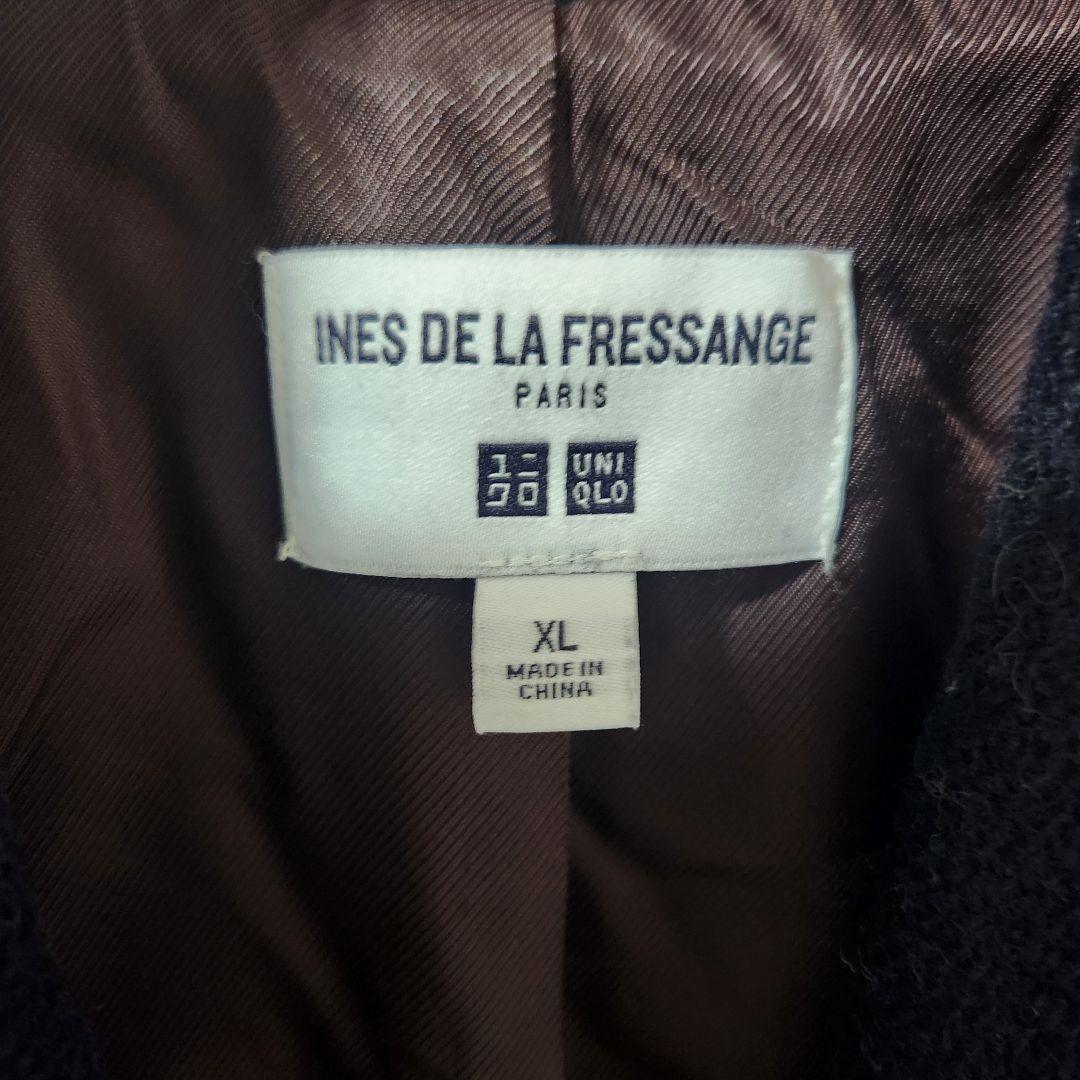 INES DE LA FRESSANGE
PARIS
ユニ UNI
クロ QLO
XL
MADE IN
CHINA